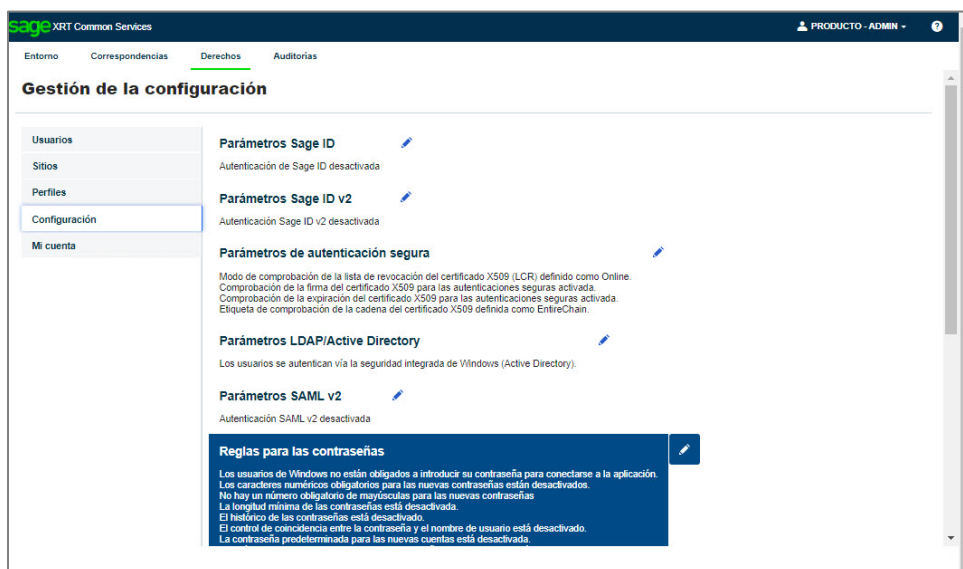 sage XRT Common Services
PRODUCTO - ADMIN
?
Entorno Correspondencias Derechos Auditorías
Gestión de la configuración
Usuarios
Sitios
Perfiles
Configuración
Mi cuenta
Parámetros Sage ID
Autenticación de Sage ID desactivada
Parámetros Sage ID v2
Autenticación Sage ID v2 desactivada
Parámetros de autenticación segura
Modo de comprobación de la lista de revocación del certificado X509 (LCR) definido como Online.
Comprobación de la firma del certificado X509 para las autenticaciones seguras activada.
Comprobación de la expiración del certificado X509 para las autenticaciones seguras activada.
Etiqueta de comprobación de la cadena del certificado X509 definida como EntireChain.
Parámetros LDAP/Active Directory
Los usuarios se autentican vía la seguridad integrada de Windows (Active Directory).
Parámetros SAML v2
Autenticación SAML v2 desactivada
Reglas para las contraseñas
Los usuarios de Windows no están obligados a introducir su contraseña para conectarse a la aplicación.
Los caracteres numéricos obligatorios para las nuevas contraseñas están desactivados.
No hay un número obligatorio de mayúsculas para las nuevas contraseñas
La longitud mínima de las contraseñas está desactivada.
El histórico de las contraseñas está desactivado.
El control de coincidencia entre la contraseña y el nombre de usuario está desactivado.
La contraseña predeterminada para las nuevas cuentas está desactivada.